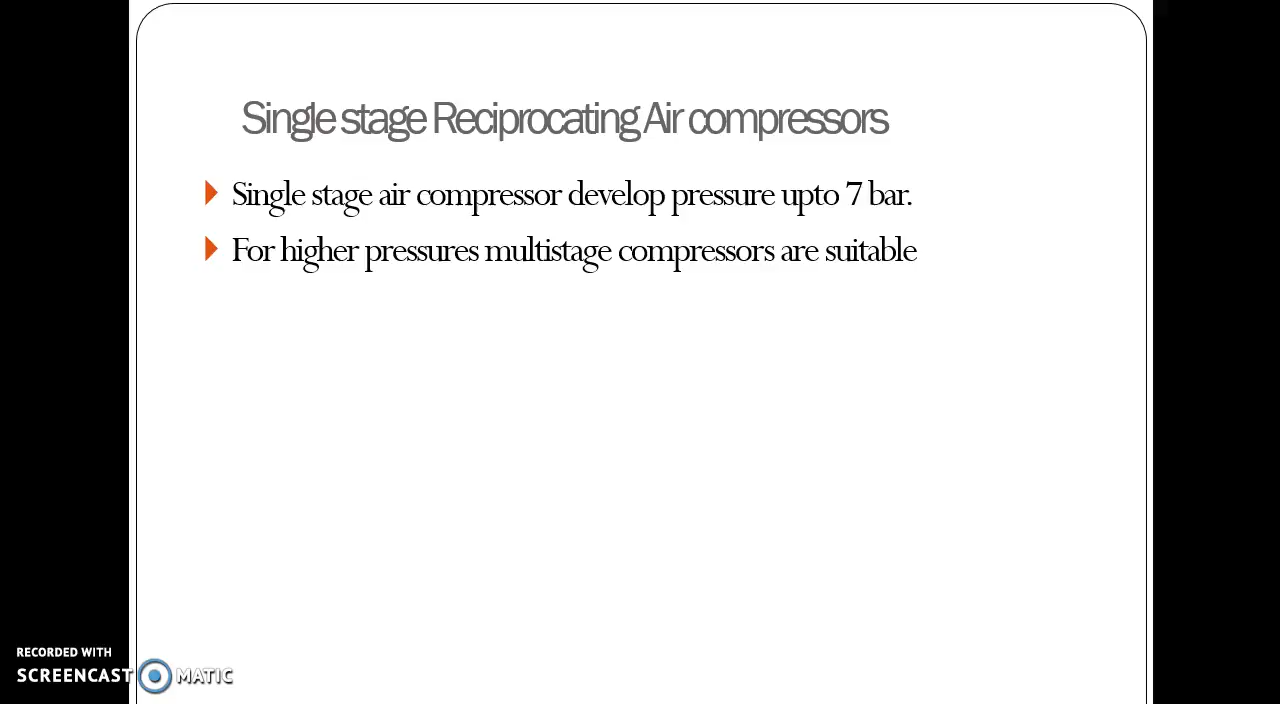 Single stage Reciprocating Air compressors
Single stage air compressor develop pressure upto 7 bar.
For higher pressures multistage compressors are suitable
RECORDED WITH
SCREENCAST MATIC